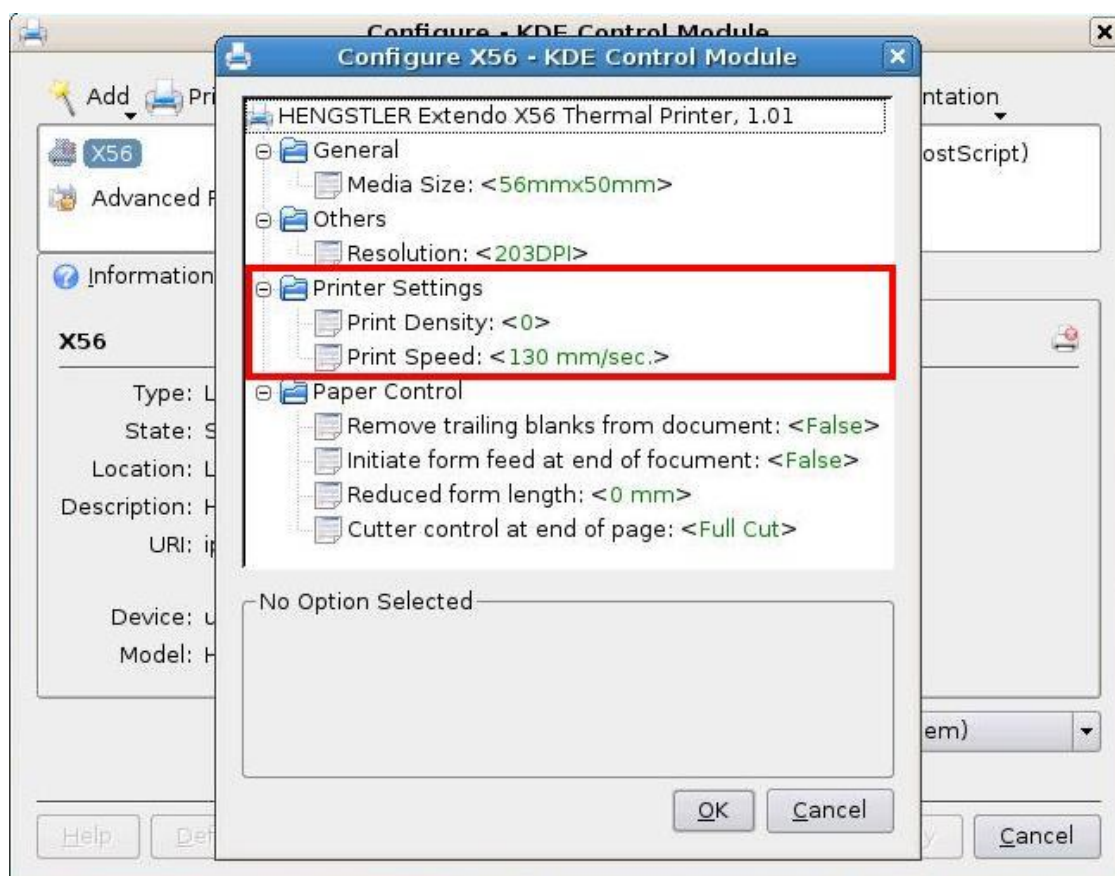 Configure - KDE Control Module
Configure X56 - KDE Control Module
Add
X56
Advanced
ostScript)
Information
HENGSTLER Extendo X56 Thermal Printer, 1.01
General
Media Size: <56mmx50mm>
Others
Resolution: <203DPI>
Printer Settings
Print Density: <0>
Print Speed: <130 mm/sec.>
Paper Control
Remove trailing blanks from document: <False>
Initiate form feed at end of focument: <False>
Reduced form length: <0 mm>
Cutter control at end of page: <Full Cut>
No Option Selected
OK Cancel
X56
Type:
State:
Location:
Description:
URI:
Device:
Model:
em)
Help
Cancel